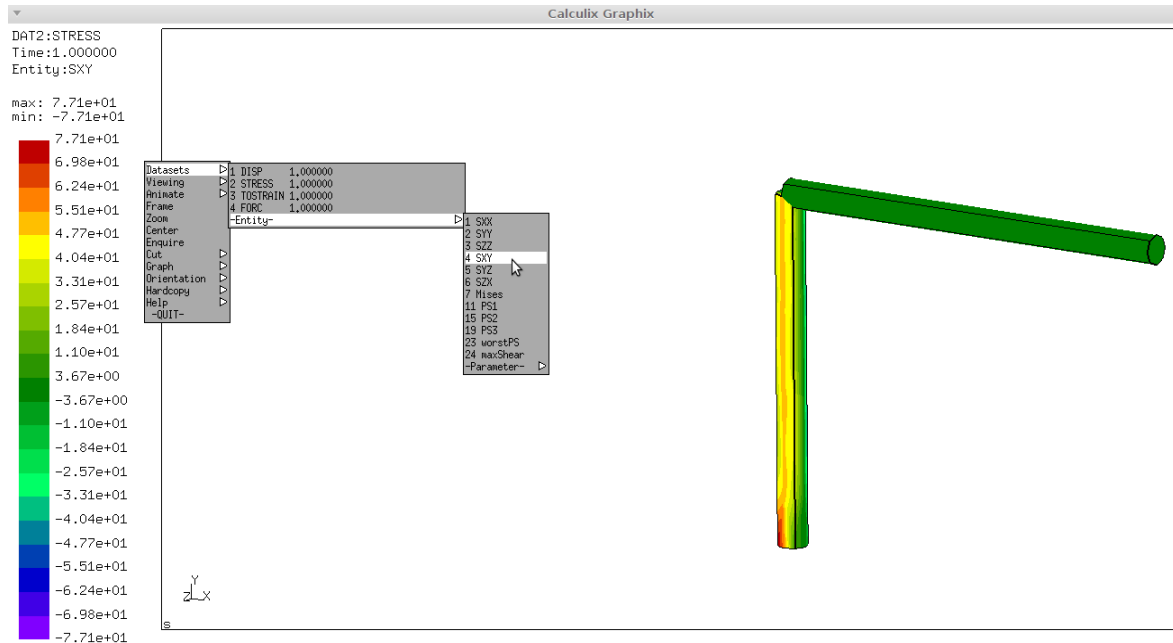 Calculix Graphix
DAT2:STRESS
Time:1.000000
Entity:SXY
max: 7.71e+01
min: -7.71e+01
7.71e+01
6.98e+01
6.24e+01
5.51e+01
4.77e+01
4.04e+01
3.31e+01
2.57e+01
1.84e+01
1.10e+01
3.67e+00
-3.67e+00
-1.10e+01
-1.84e+01
-2.57e+01
-3.31e+01
-4.04e+01
-4.77e+01
-5.51e+01
-6.24e+01
-6.98e+01
-7.71e+01
Datasets
Viewing
Animate
Frame
Zoom
Center
Enquire
Cut
Graph
Orientation
Hardcopy
Help
-QUIT-
1 DISP 1.000000
2 STRESS 1.000000
3 TOSTRAIN 1.000000
4 FORC 1.000000
-Entity-
1 SXX
2 SYY
3 SZZ
4 SXY
5 SYZ
6 SZX
7 Mises
11 PS1
15 PS2
19 PS3
23 worstPS
24 maxShear
-Parameter-
Y
Z X
s